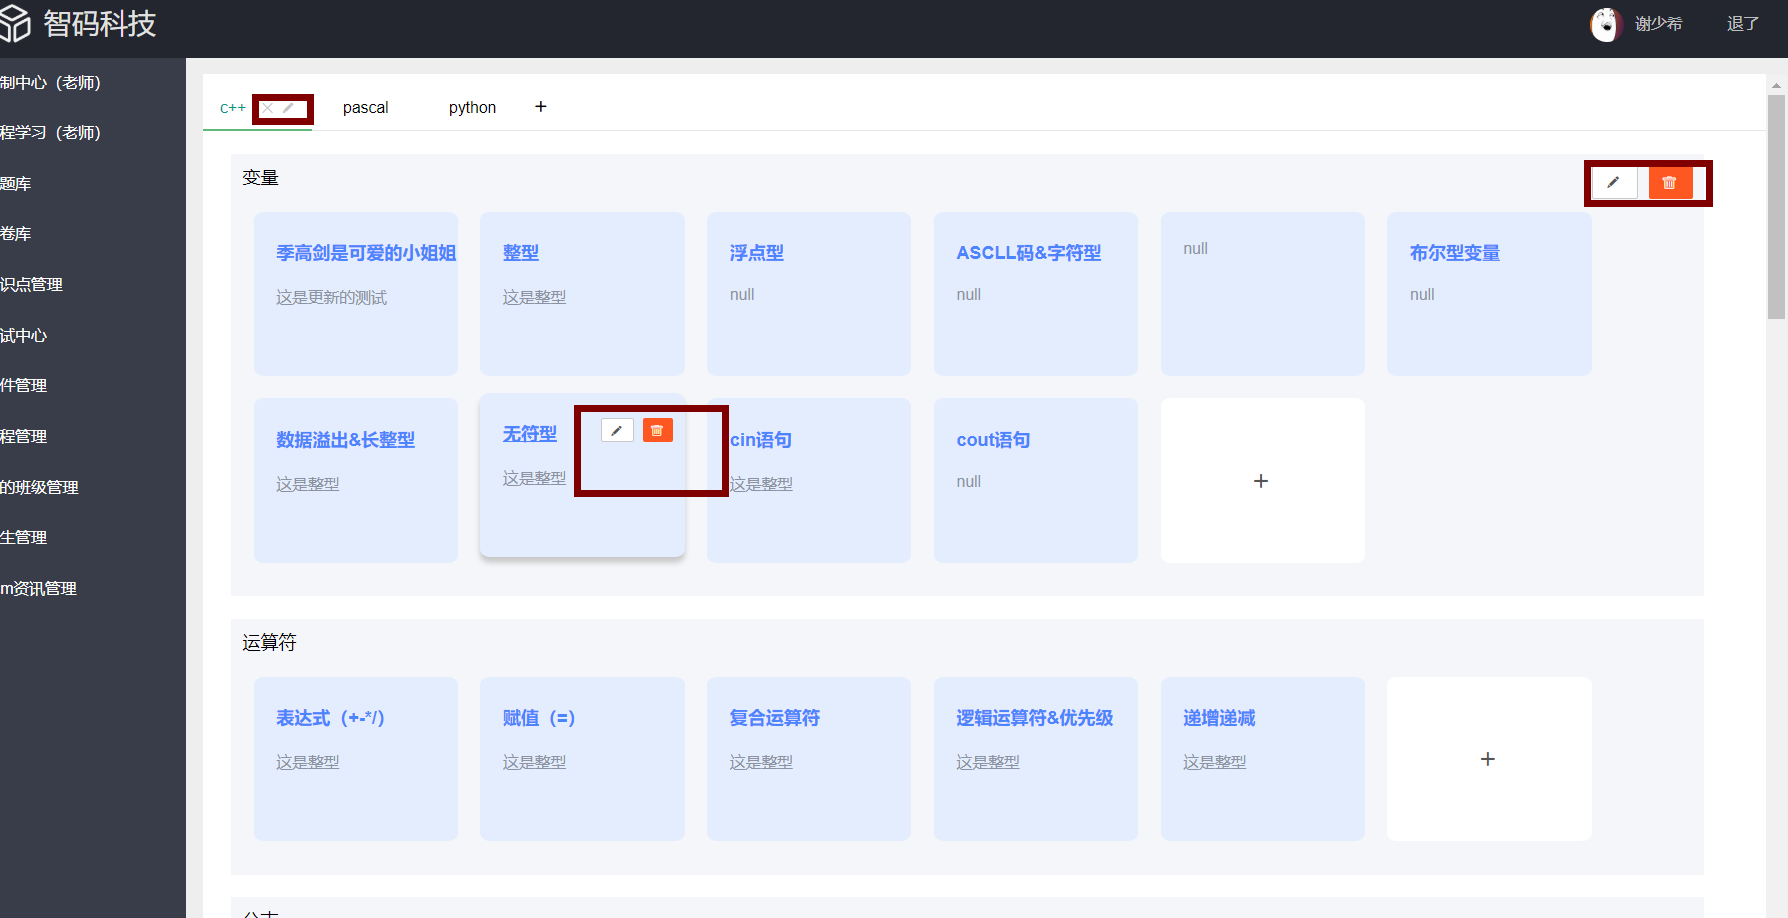 智码科技
谢少希
退了
制中心（老师）
程学习（老师）
题库
卷库
识点管理
试中心
件管理
程管理
的班级管理
生管理
m资讯管理
c++
pascal
python
+
变量
季高剑是可爱的小姐姐
这是更新的测试
整型
这是整型
浮点型
null
ASCLL码&字符型
null
null
布尔型变量
null
数据溢出&长整型
这是整型
无符型
这是整型
cin语句
这是整型
cout语句
null
+
运算符
表达式（+-*/）
这是整型
赋值（=）
这是整型
复合运算符
这是整型
逻辑运算符&优先级
这是整型
递增递减
这是整型
+